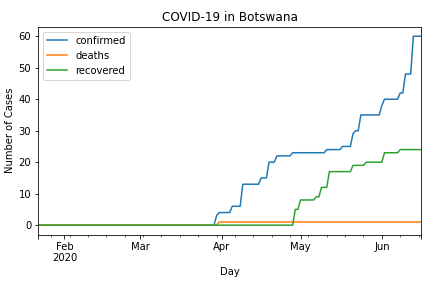 COVID-19 in Botswana
confirmed
deaths
recovered
Number of Cases
60
50
40
30
20
10
0
Feb Mar Apr May Jun
2020
Day